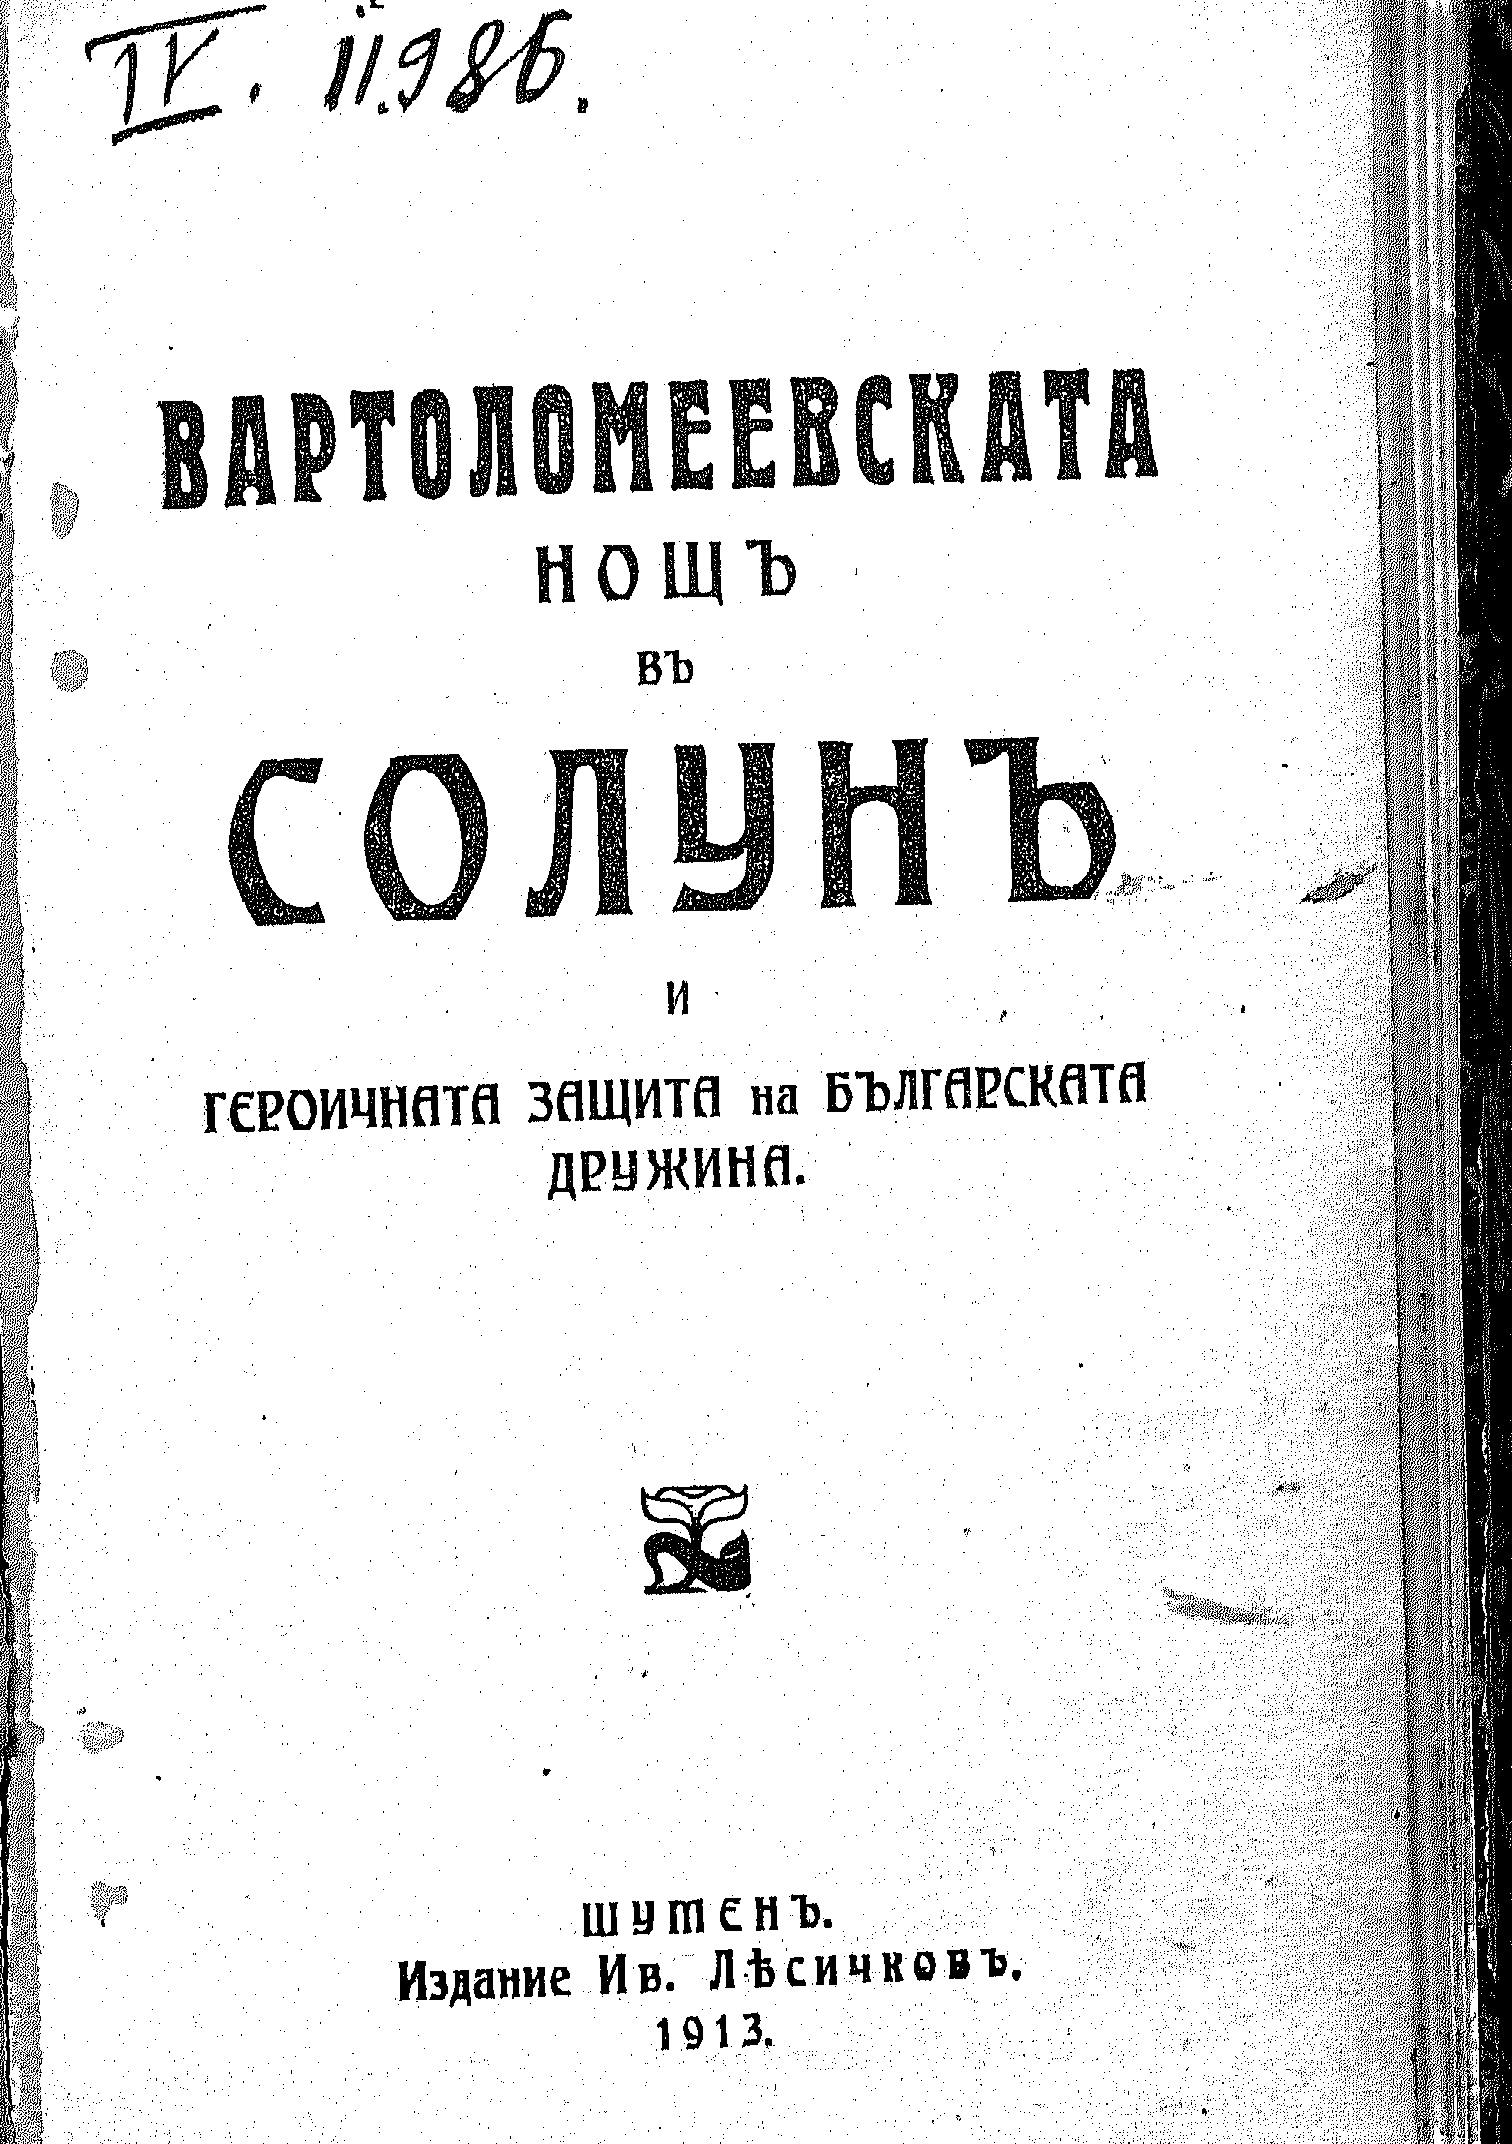 IV. 11.986.
ВАРТОЛОМЕЕВСКАТА
НОЩЪ
въ
СОЛУНЪ
и
ГЕРОИЧНАТА ЗАЩИТА на БЪЛГАРСКАТА
ДРУЖИНА.
ШУМЕНЪ.
Издание Ив. Лѣсичковъ.
1913.